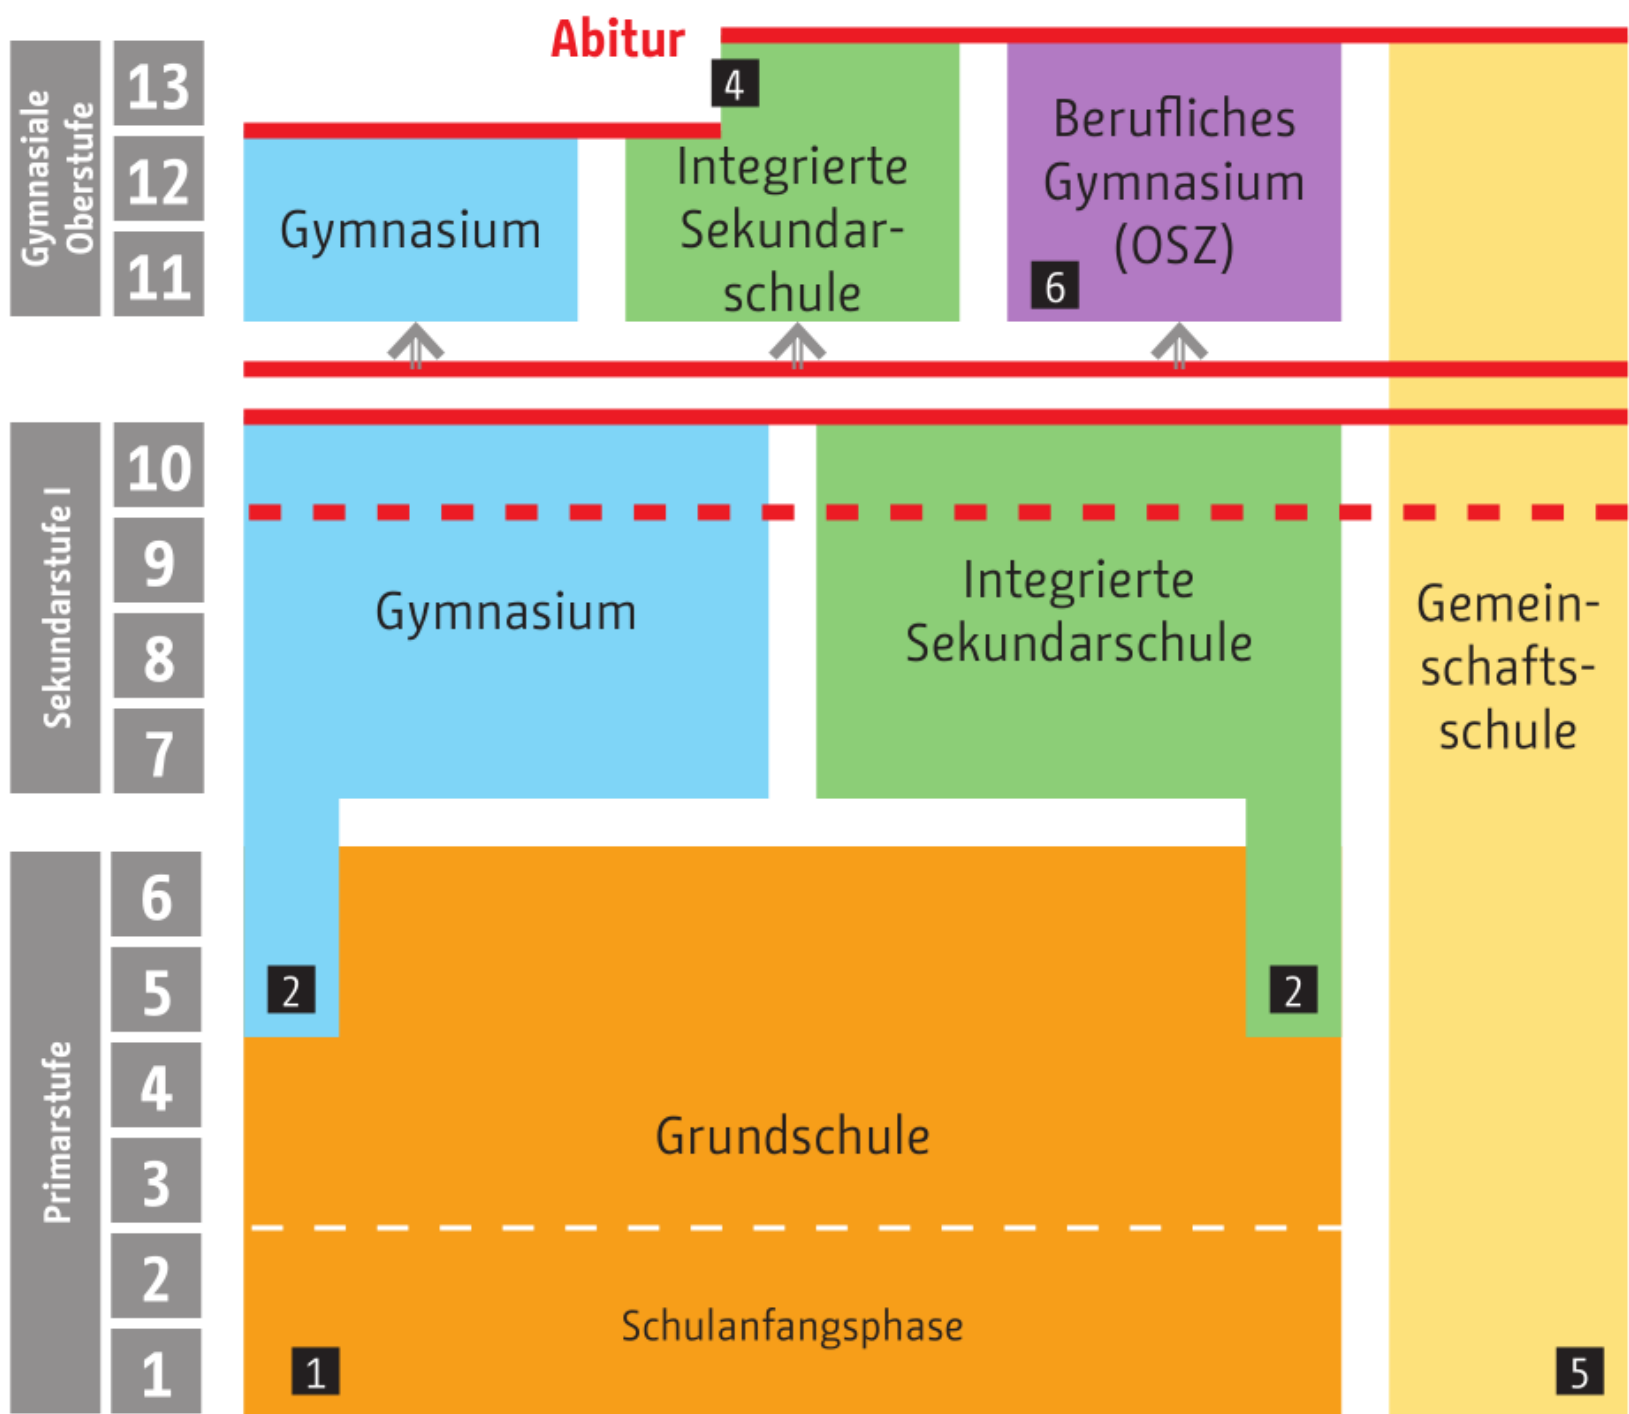 Abitur
Gymnasiale
Oberstufe
13
12
11
4
Gymnasium
Integrierte
Sekundar-
schule
Berufliches
Gymnasium
(OSZ)
6
Sekundarstufe I
10
9
8
7
Gymnasium
Integrierte
Sekundarschule
Gemein-
schafts-
schule
Primarstufe
6
5
4
3
2
1
2
2
Grundschule
Schulanfangsphase
1
5